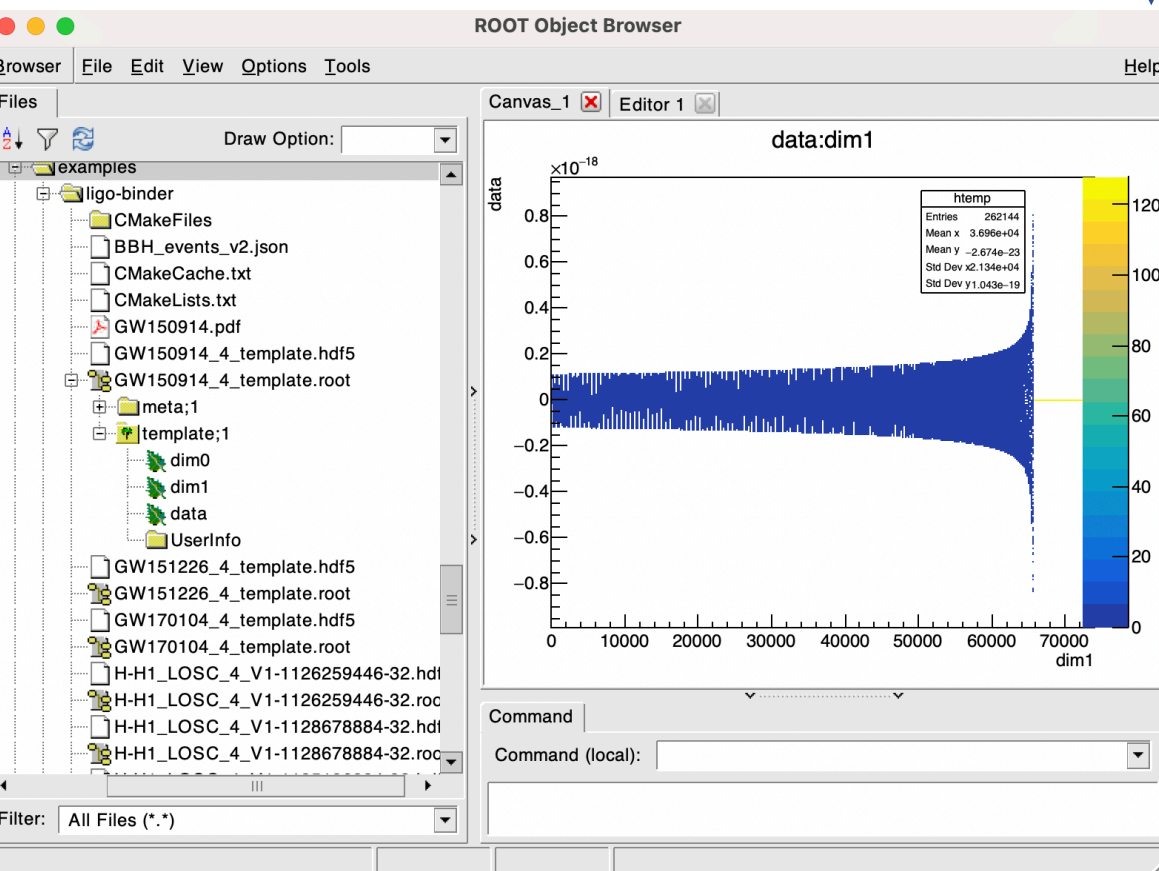 ROOT Object Browser
Browser File Edit View Options Tools Help
Files
Draw Option:
examples
ligo-binder
CMakeFiles
BBH_events_v2.json
CMakeCache.txt
CMakeLists.txt
GW150914.pdf
GW150914_4_template.hdf5
GW150914_4_template.root
meta;1
template;1
dim0
dim1
data
UserInfo
GW151226_4_template.hdf5
GW151226_4_template.root
GW170104_4_template.hdf5
GW170104_4_template.root
H-H1_LOSC_4_V1-1126259446-32.hdf
H-H1_LOSC_4_V1-1126259446-32.roo
H-H1_LOSC_4_V1-1128678884-32.hdf
H-H1_LOSC_4_V1-1128678884-32.roo
Filter: All Files (*.*)
Canvas_1 Editor 1
data:dim1
×10−18
data
0.8
0.6
0.4
0.2
0
−0.2
−0.4
−0.6
−0.8
0 10000 20000 30000 40000 50000 60000 70000
dim1
htemp
Entries 262144
Mean x 3.696e+04
Mean y −2.674e−23
Std Dev x 2.134e+04
Std Dev y 1.043e−19
120
100
80
60
40
20
0
Command
Command (local):